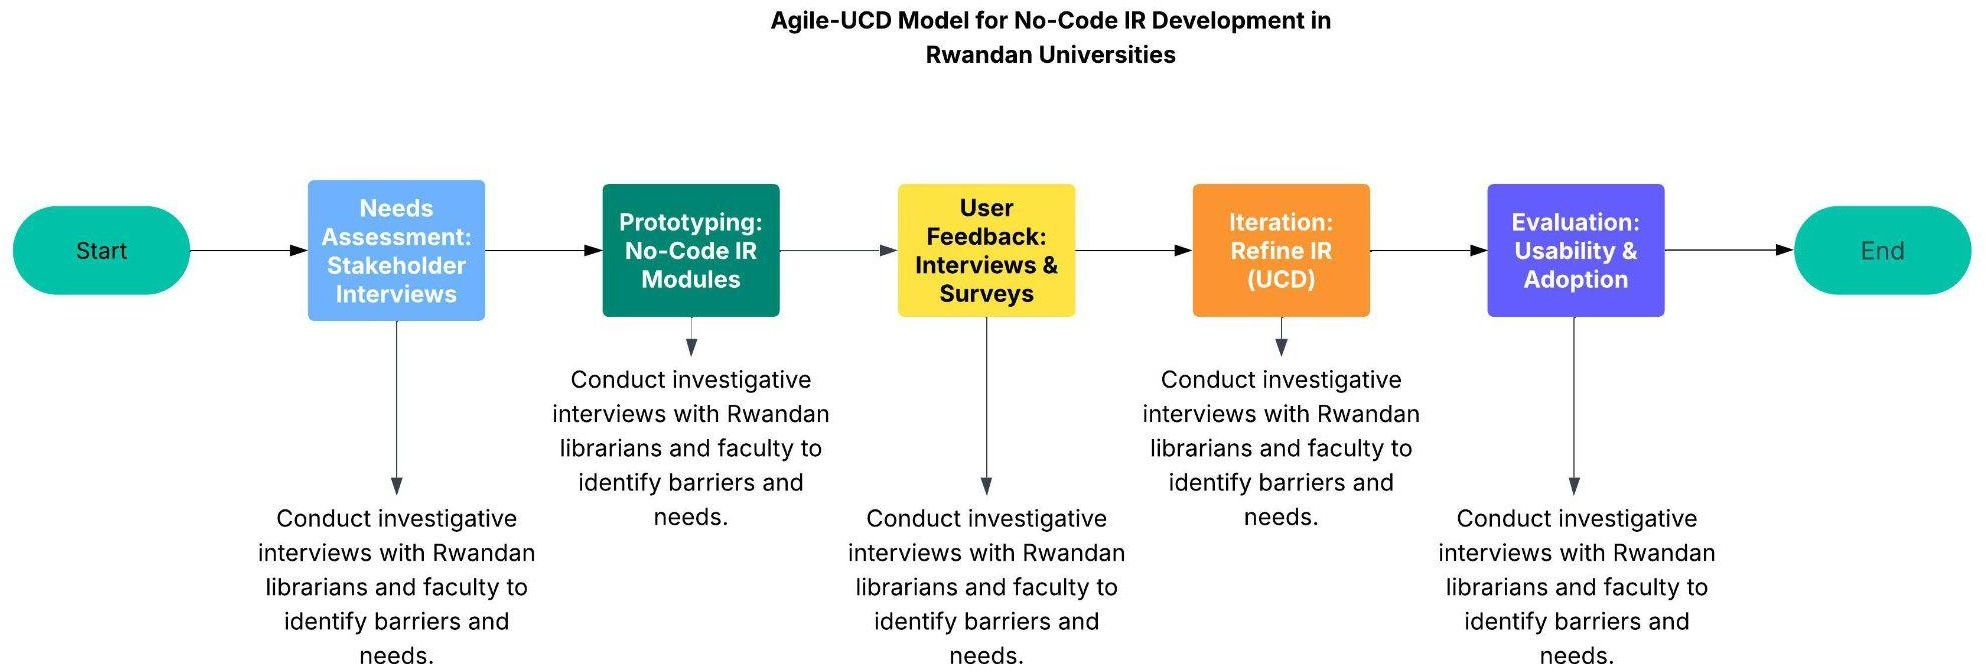 Agile-UCD Model for No-Code IR Development in
Rwandan Universities
Start
Needs
Assessment:
Stakeholder
Interviews
Prototyping:
No-Code IR
Modules
User
Feedback:
Interviews &
Surveys
Iteration:
Refine IR
(UCD)
Evaluation:
Usability &
Adoption
End
Conduct investigative
interviews with Rwandan
librarians and faculty to
identify barriers and
needs.
Conduct investigative
interviews with Rwandan
librarians and faculty to
identify barriers and
needs.
Conduct investigative
interviews with Rwandan
librarians and faculty to
identify barriers and
needs.
Conduct investigative
interviews with Rwandan
librarians and faculty to
identify barriers and
needs.
Conduct investigative
interviews with Rwandan
librarians and faculty to
identify barriers and
needs.